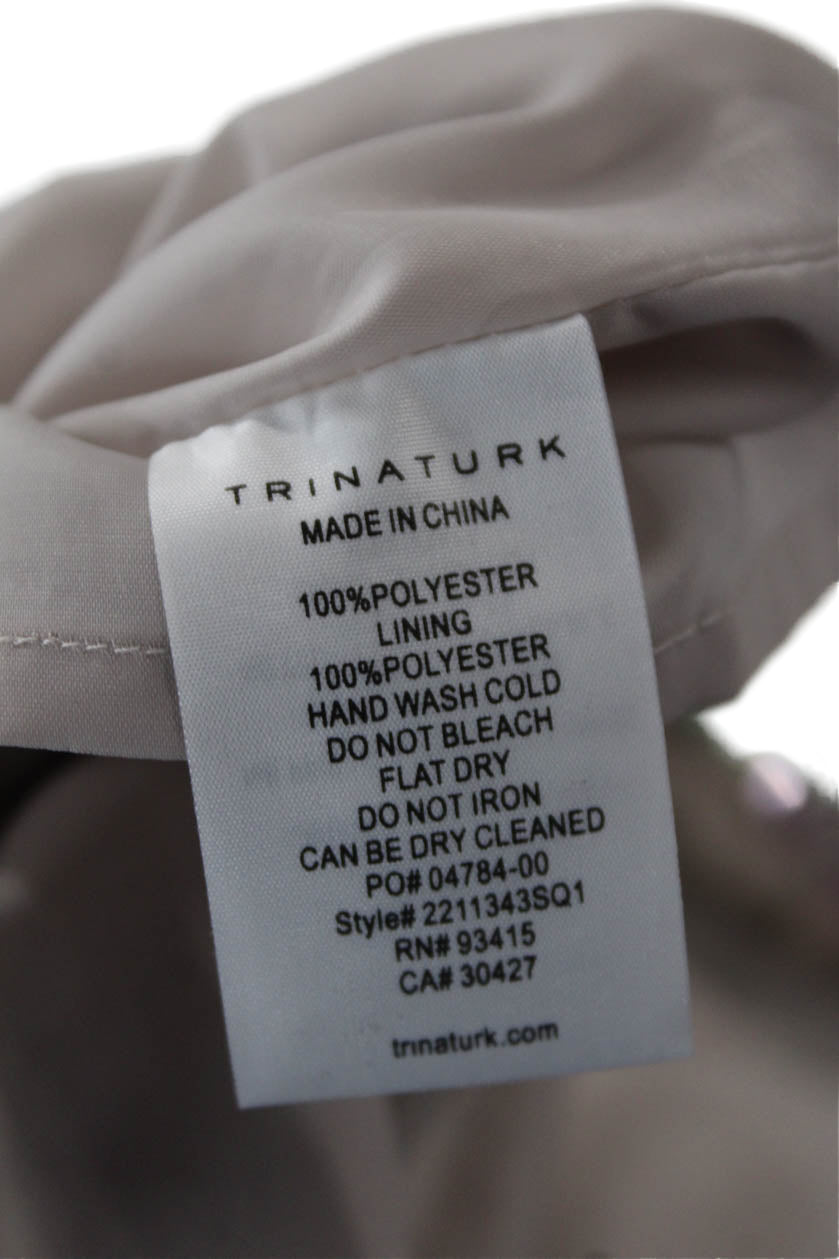 TRINATURK
MADE IN CHINA
100%POLYESTER
LINING
100%POLYESTER
HAND WASH COLD
DO NOT BLEACH
FLAT DRY
DO NOT IRON
CAN BE DRY CLEANED
PO# 04784-00
Style# 2211343SQ1
RN# 93415
CA# 30427
trinaturk.com